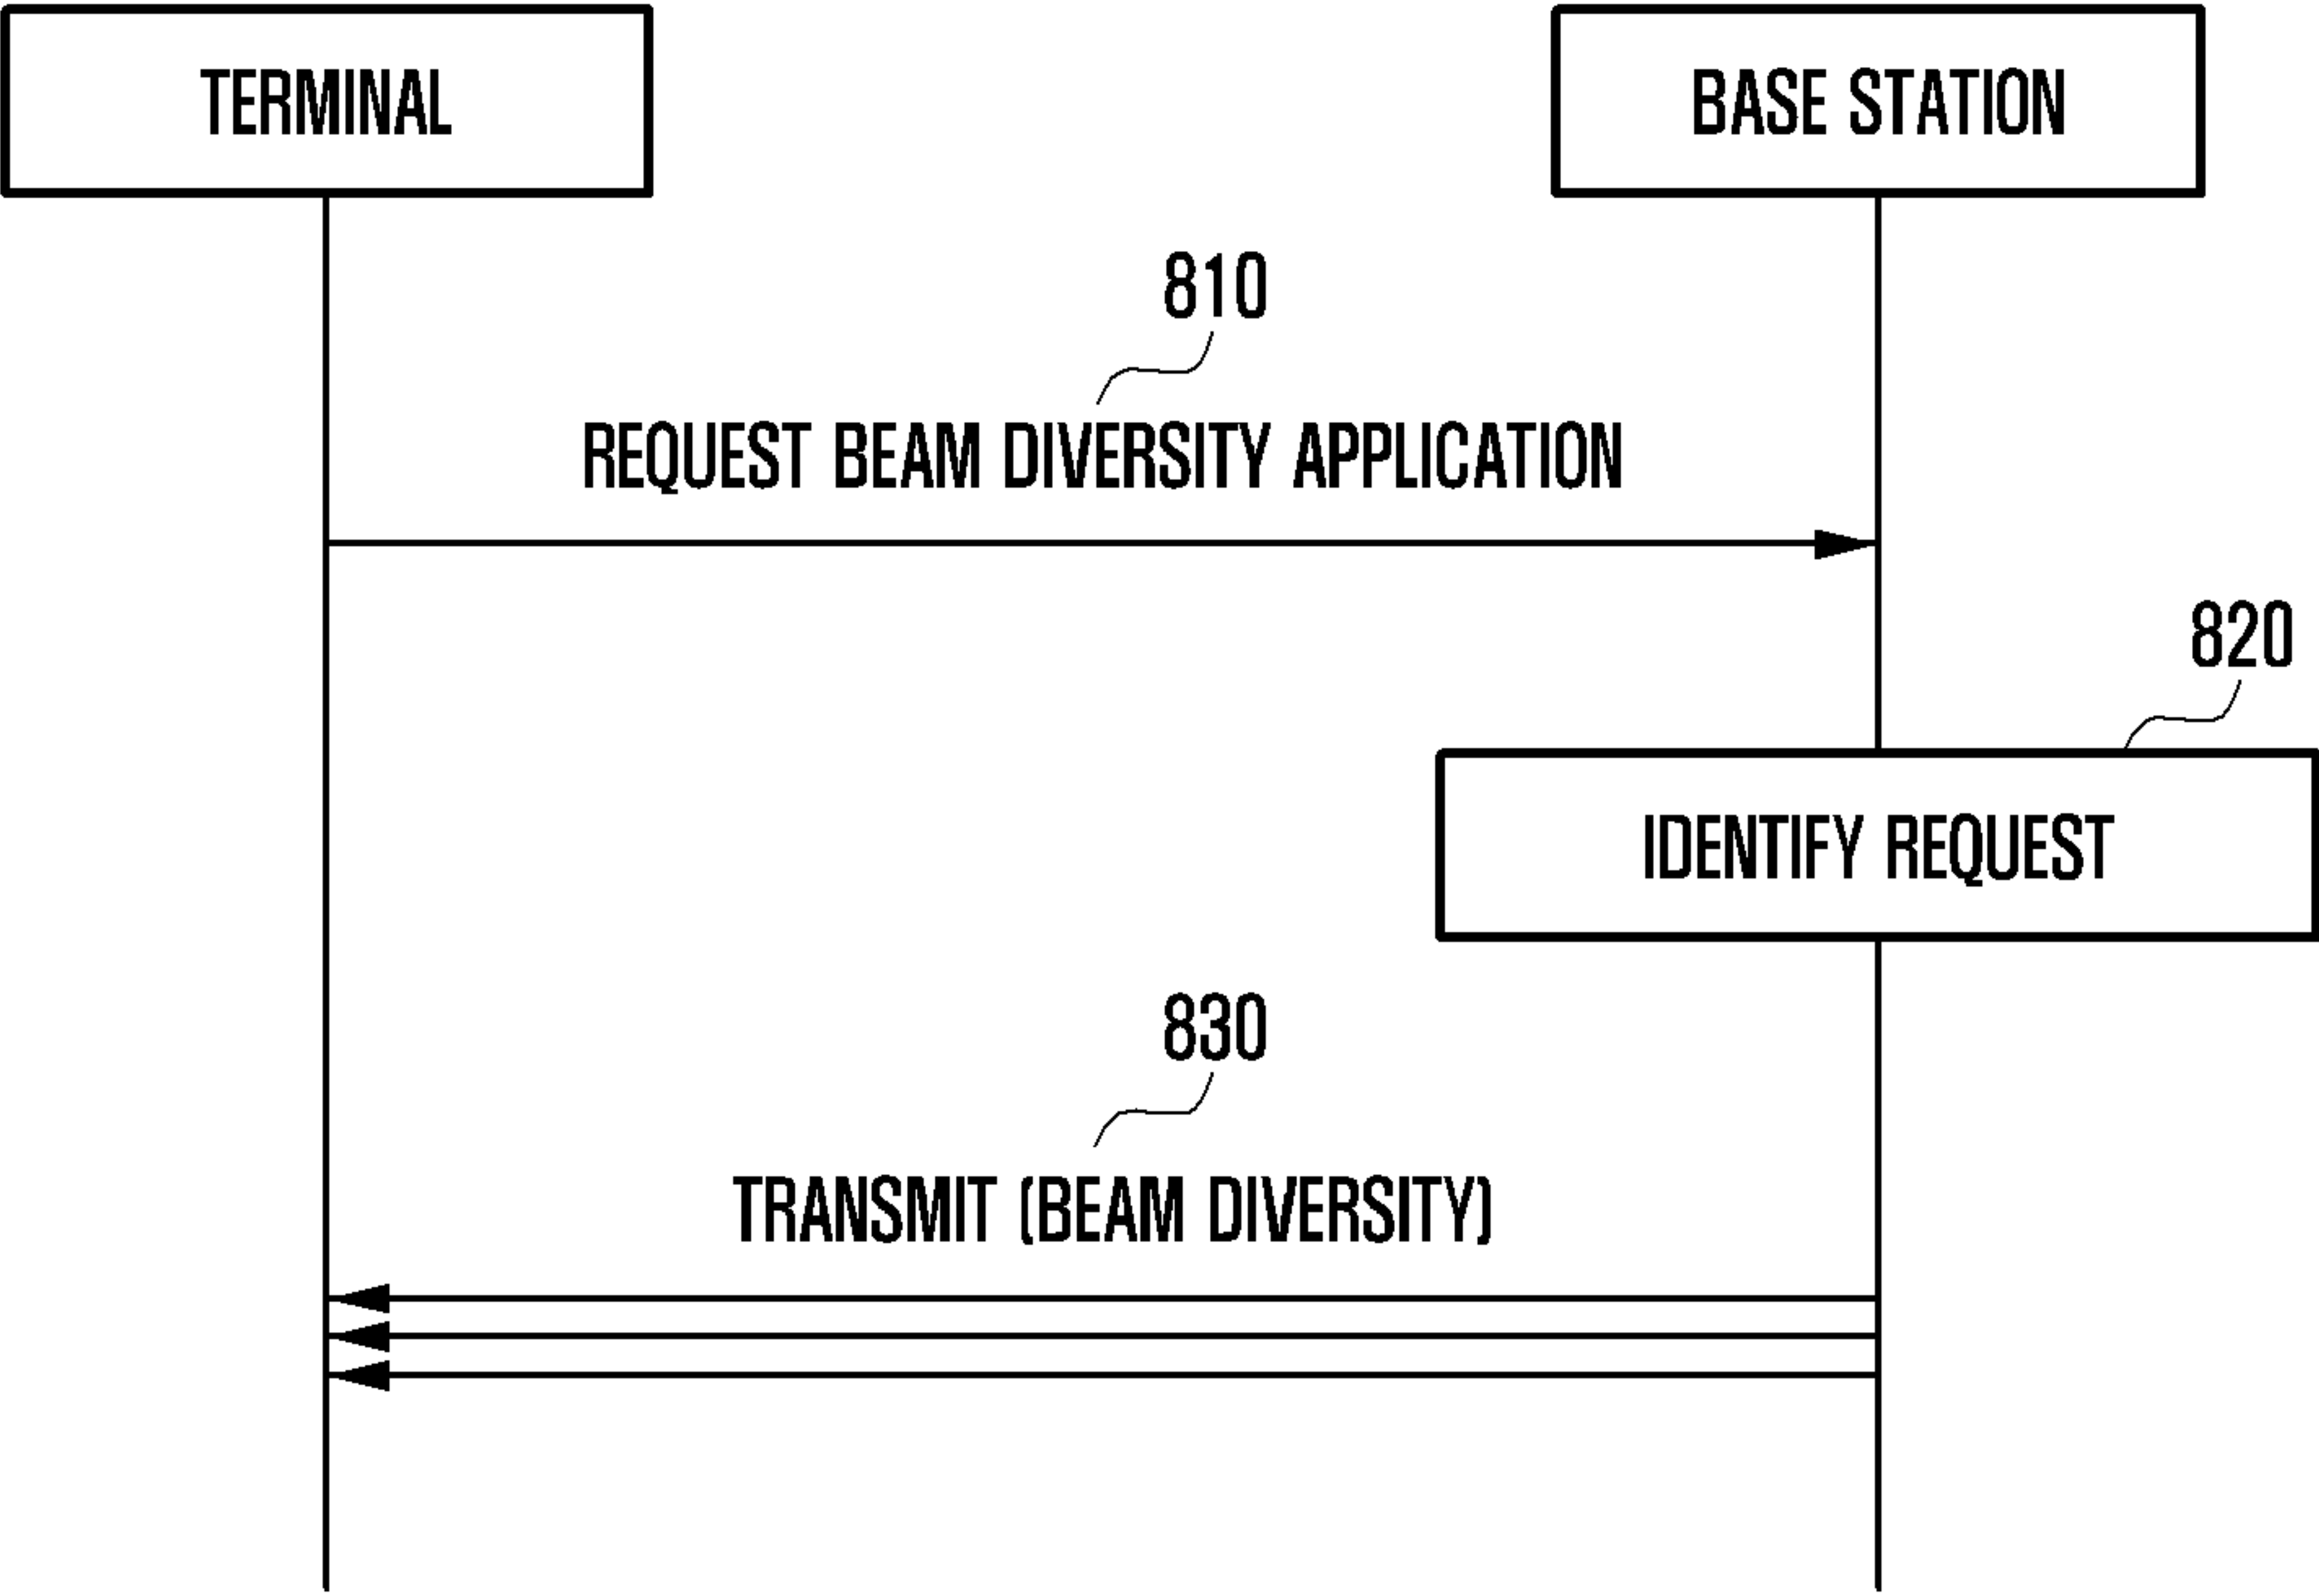 TERMINAL
BASE STATION
810
REQUEST BEAM DIVERSITY APPLICATION
820
IDENTIFY REQUEST
830
TRANSMIT (BEAM DIVERSITY)